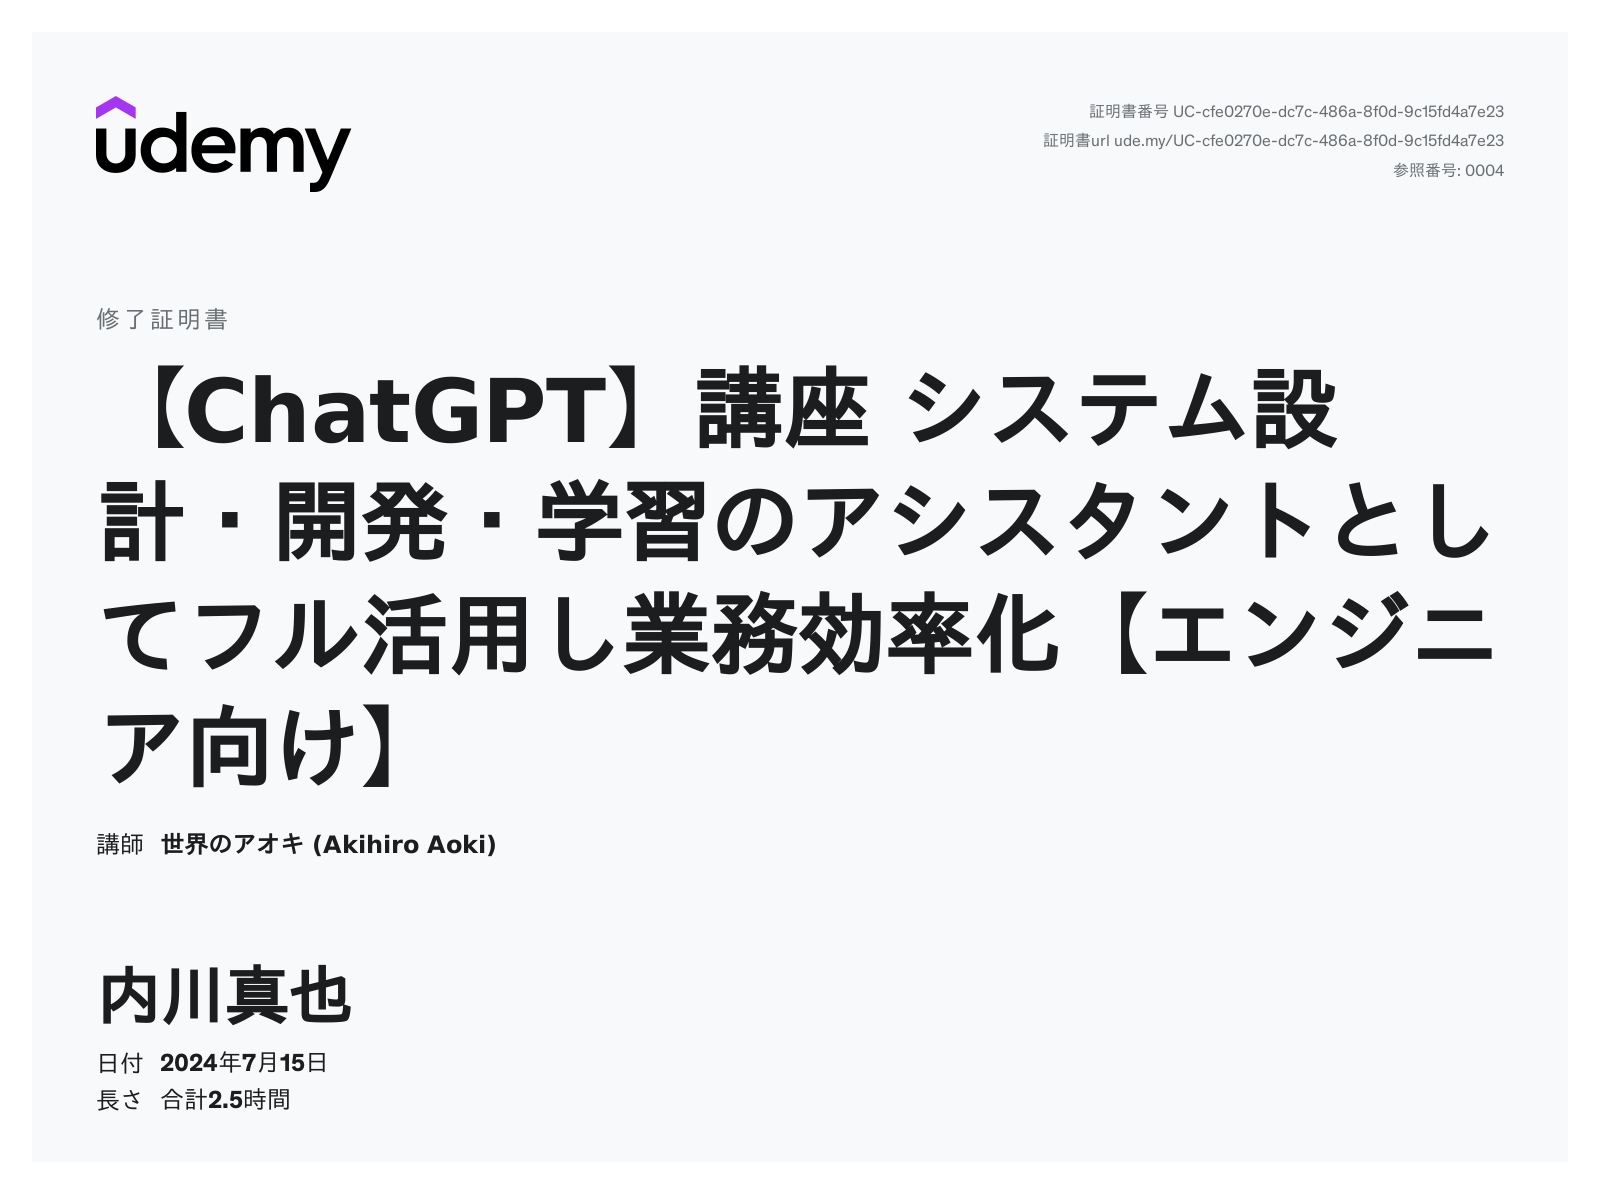 udemy
証明書番号 UC-cfe0270e-dc7c-486a-8f0d-9c15fd4a7e23
証明書url ude.my/UC-cfe0270e-dc7c-486a-8f0d-9c15fd4a7e23
参照番号: 0004
修了証明書
【ChatGPT】講座 システム設
計・開発・学習のアシスタントとし
てフル活用し業務効率化【エンジニ
ア向け】
講師 世界のアオキ (Akihiro Aoki)
内川真也
日付 2024年7月15日
長さ 合計2.5時間